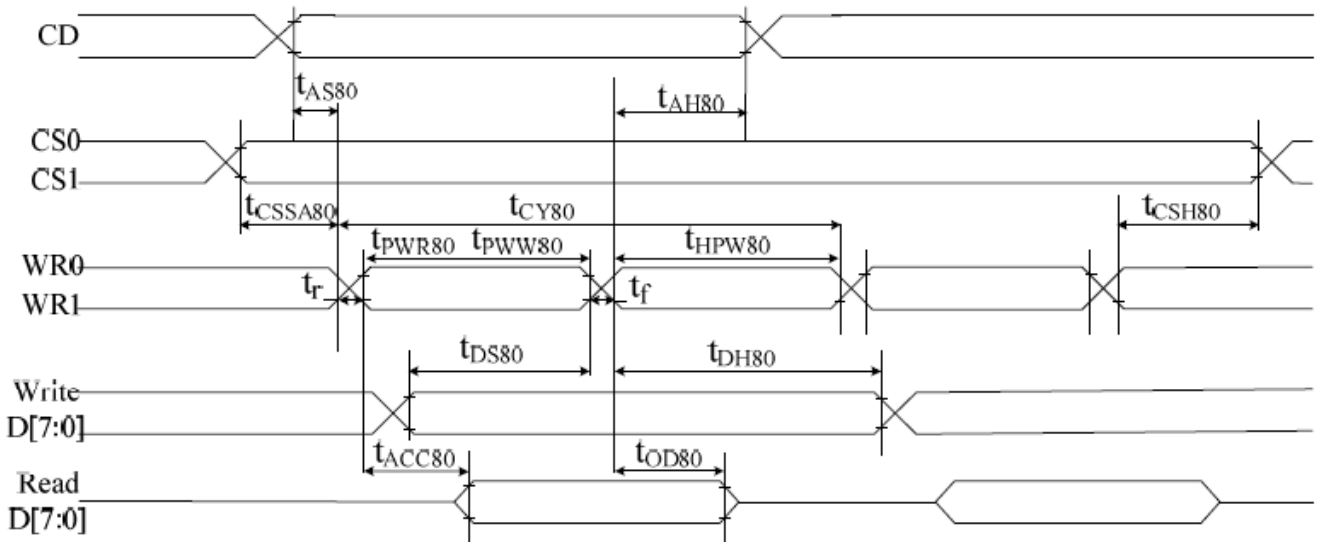 CD
tAS80
tAH80
CS0
CS1
tCSSA80
tCY80
tCSH80
tPWR80 tPWW80
tHPW80
WR0
WR1
tr
tf
tDS80
tDH80
Write
D[7:0]
tACC80
tOD80
Read
D[7:0]